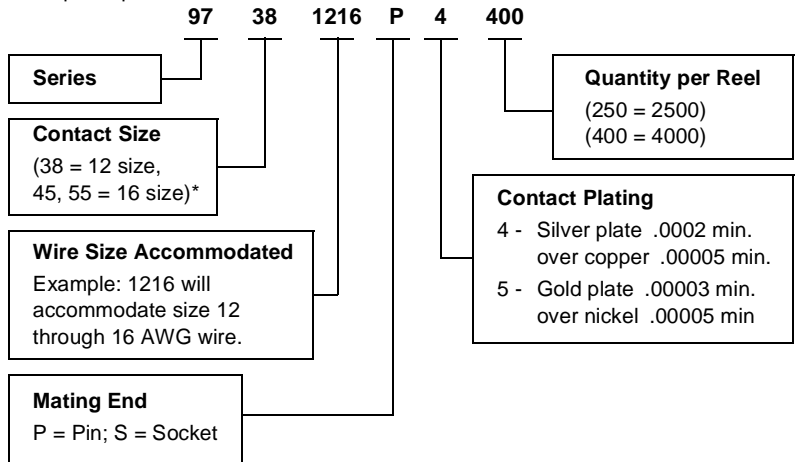 97 38 1216 P 4 400
Series
Contact Size
(38 = 12 size,
45, 55 = 16 size)*
Wire Size Accommodated
Example: 1216 will
accommodate size 12
through 16 AWG wire.
Mating End
P = Pin; S = Socket
Quantity per Reel
(250 = 2500)
(400 = 4000)
Contact Plating
4 - Silver plate .0002 min.
over copper .00005 min.
5 - Gold plate .00003 min.
over nickel .00005 min